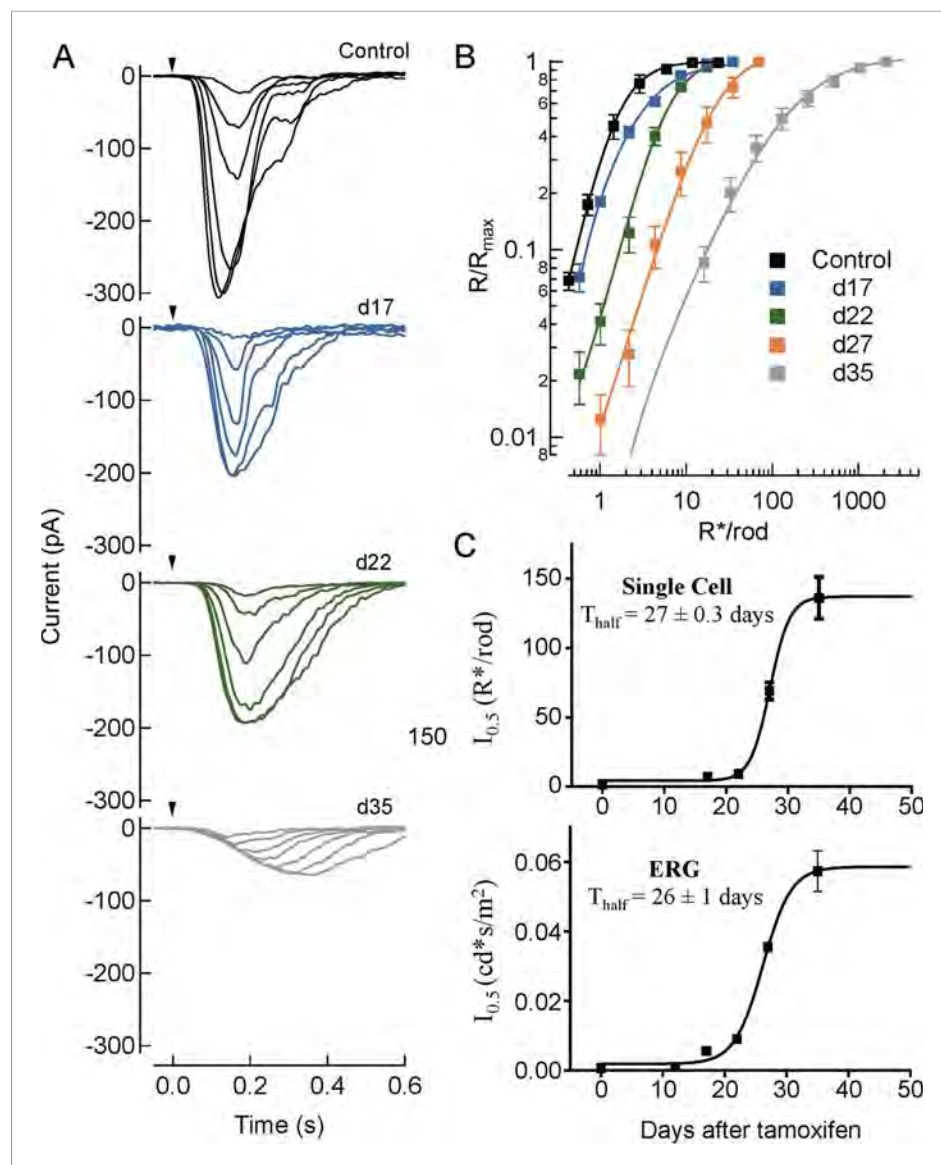 A
Control
0
-100
-200
-300
d17
0
-100
-200
-300
d22
0
-100
-200
-300
d35
0
-100
-200
-300
0.0 0.2 0.4 0.6
Time (s)
Current (pA)
B
1
8
6
4
2
0.1
8
6
4
2
0.01
8
R/Rmax
1 10 100 1000
R*/rod
Control
d17
d22
d27
d35
150
C
Single Cell
Thalf = 27 ± 0.3 days
150
100
50
0
I0.5 (R*/rod)
0 10 20 30 40 50
ERG
Thalf = 26 ± 1 days
0.06
0.04
0.02
0.00
I0.5 (cd*s/m²)
0 10 20 30 40 50
Days after tamoxifen